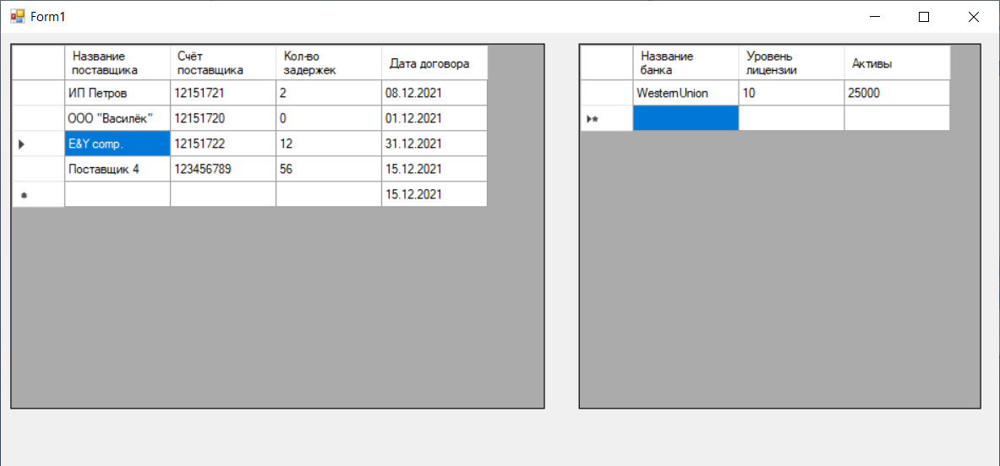 Form1
Название поставщика Счёт поставщика Кол-во задержек Дата договора
ИП Петров 12151721 2 08.12.2021
ООО "Василёк" 12151720 0 01.12.2021
E&Y comp. 12151722 12 31.12.2021
Поставщик 4 123456789 56 15.12.2021
15.12.2021
Название банка Уровень лицензии Активы
WesternUnion 10 25000